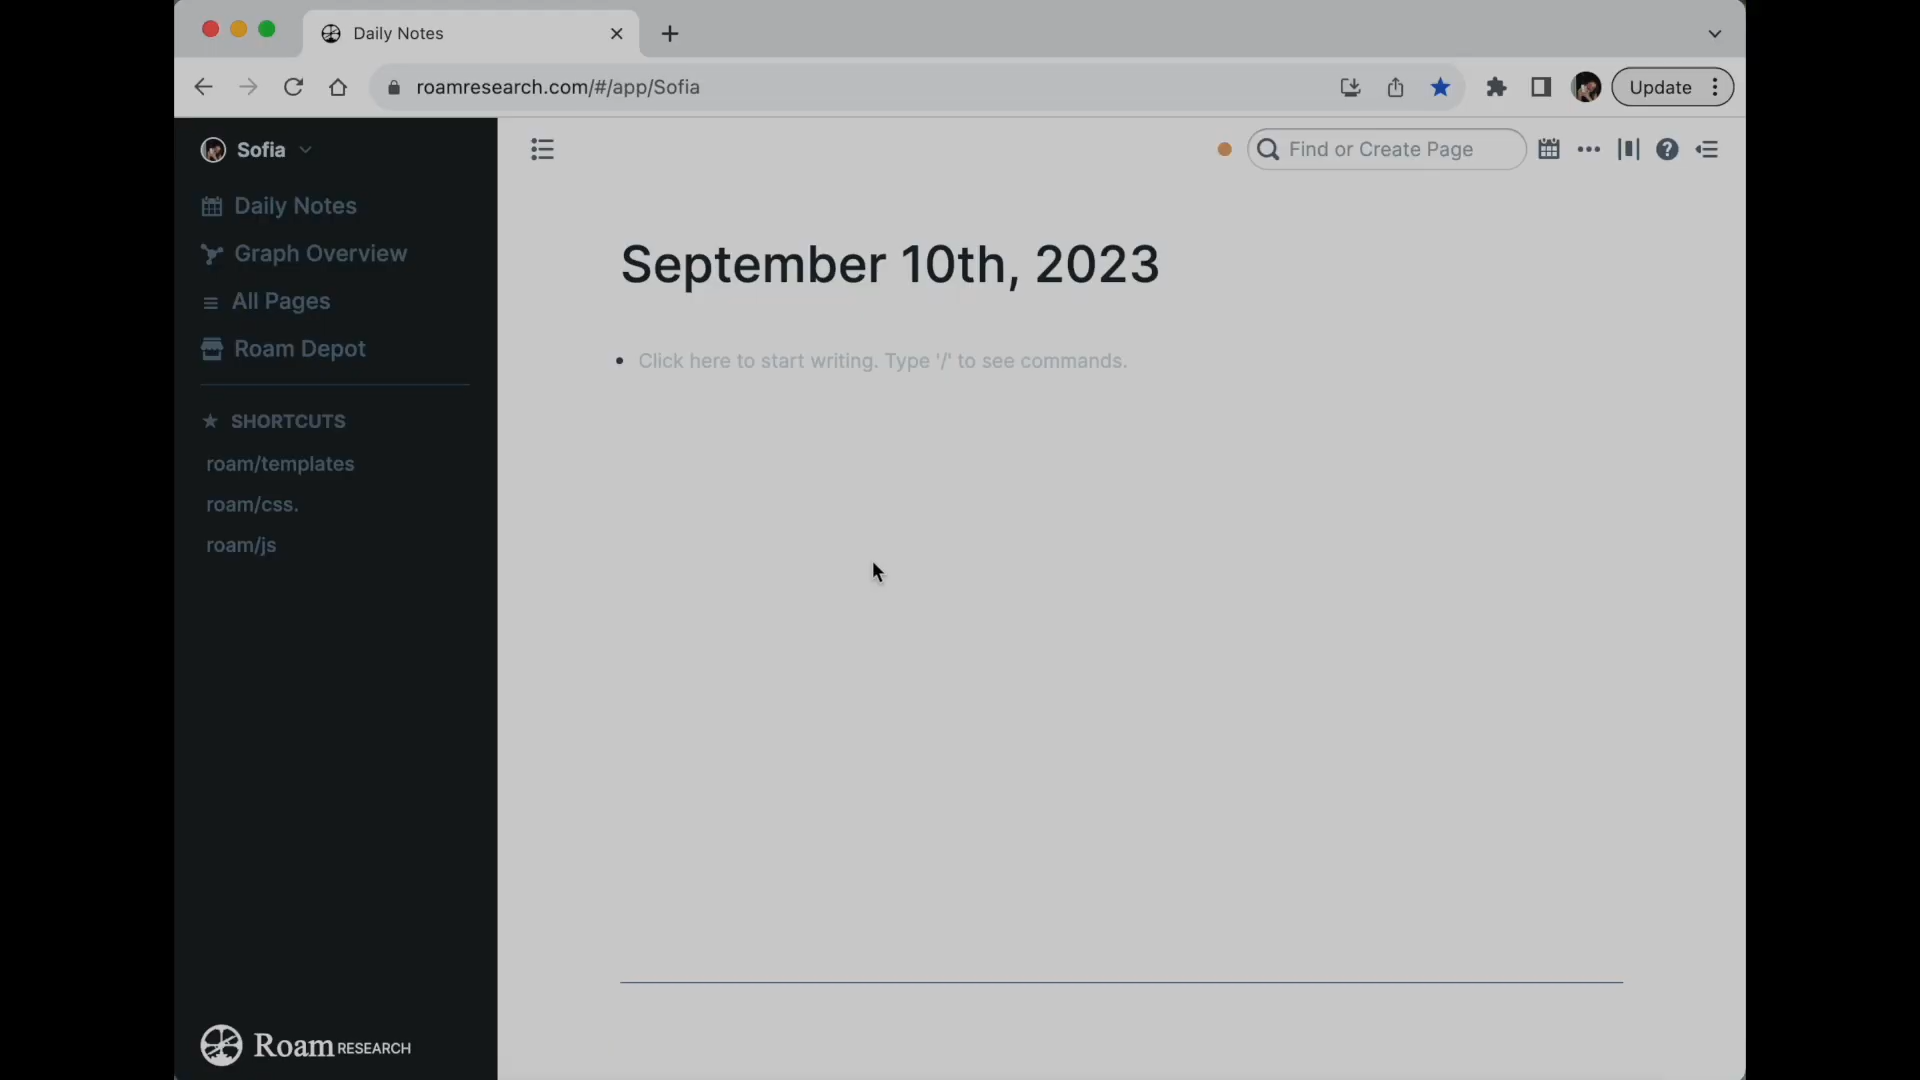 Daily Notes
roamresearch.com/#/app/Sofia
Update
Sofia
Find or Create Page
Daily Notes
Graph Overview
All Pages
Roam Depot
SHORTCUTS
roam/templates
roam/css.
roam/js
September 10th, 2023
Click here to start writing. Type '/' to see commands.
Roam RESEARCH